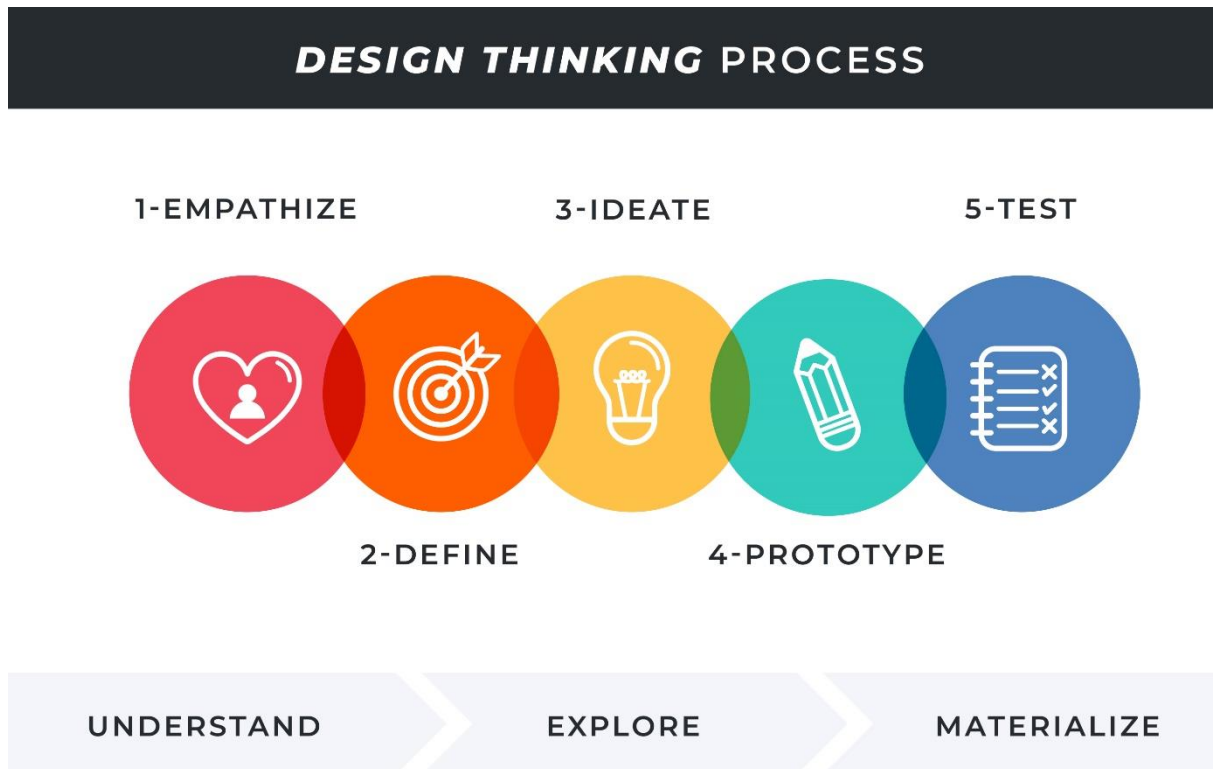 DESIGN THINKING PROCESS
1-EMPATHIZE
3-IDEATE
5-TEST
2-DEFINE
4-PROTOTYPE
UNDERSTAND
EXPLORE
MATERIALIZE